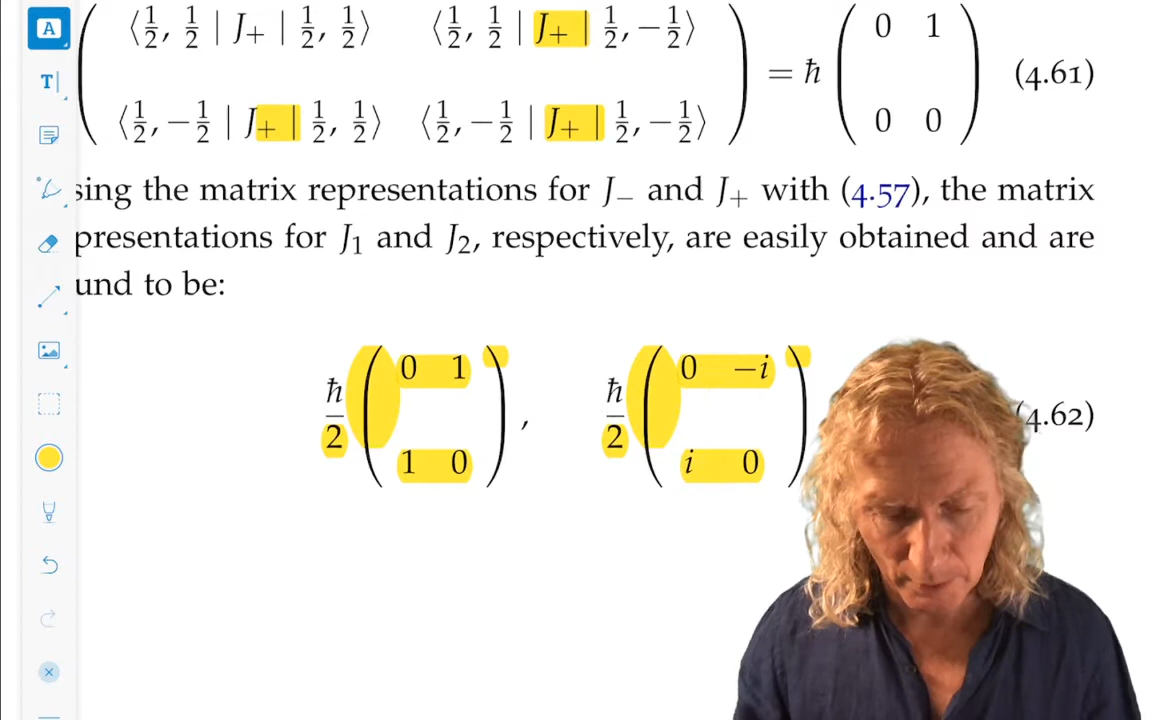 A
T
⟨1/2, 1/2 | J₊ | 1/2, 1/2⟩ ⟨1/2, 1/2 | J₊ | 1/2, −1/2⟩
= ℏ ( 0 1 ; 0 0 ) (4.61)
⟨1/2, −1/2 | J₊ | 1/2, 1/2⟩ ⟨1/2, −1/2 | J₊ | 1/2, −1/2⟩
sing the matrix representations for J₋ and J₊ with (4.57), the matrix
presentations for J₁ and J₂, respectively, are easily obtained and are
und to be:
ℏ/2 ( 0 1 ; 1 0 ), ℏ/2 ( 0 −i ; i 0 ) (4.62)